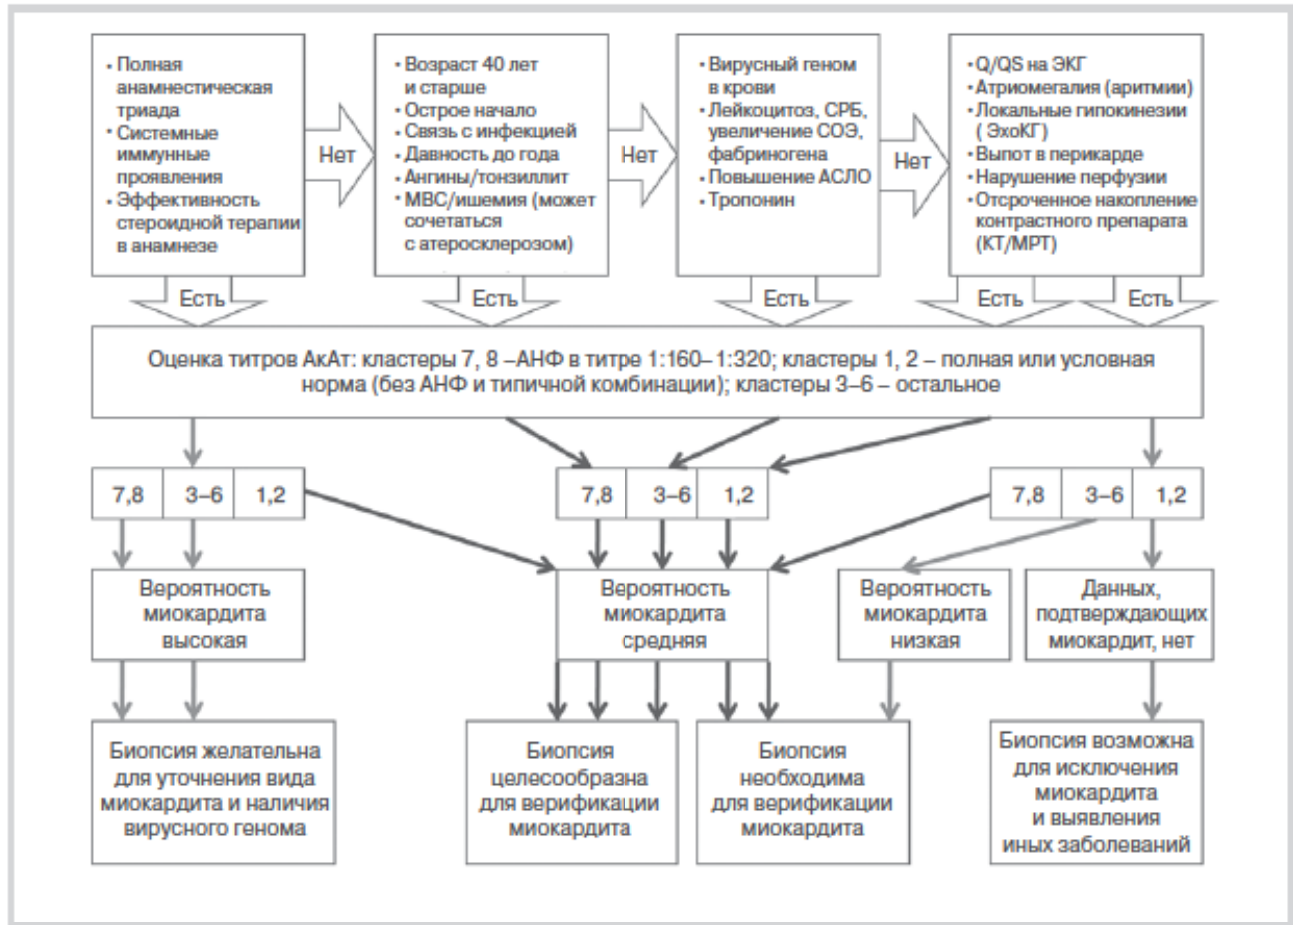 • Полная
анамнестическая
триада
• Системные
иммунные
проявления
• Эффективность
стероидной терапии
в анамнезе
Нет
• Возраст 40 лет
и старше
• Острое начало
• Связь с инфекцией
• Давность до года
• Ангины/тонзиллит
• МВС/ишемия (может
сочетаться
с атеросклерозом)
Нет
• Вирусный геном
в крови
• Лейкоцитоз, СРБ,
увеличение СОЭ,
фабриногена
• Повышение АСЛО
• Тропонин
Нет
• Q/QS на ЭКГ
• Атриомегалия (аритмии)
• Локальные гипокинезии
( ЭхоКГ)
• Выпот в перикарде
• Нарушение перфузии
• Отсроченное накопление
контрастного препарата
(КТ/МРТ)
Есть
Есть
Есть
Есть
Есть
Оценка титров АкАт: кластеры 7, 8 –АНФ в титре 1:160–1:320; кластеры 1, 2 – полная или условная
норма (без АНФ и типичной комбинации); кластеры 3–6 – остальное
7,8 3–6 1,2
7,8 3–6 1,2
7,8 3–6 1,2
Вероятность
миокардита
высокая
Вероятность
миокардита
средняя
Вероятность
миокардита
низкая
Данных,
подтверждающих
миокардит, нет
Биопсия желательна
для уточнения вида
миокардита и наличия
вирусного генома
Биопсия
целесообразна
для верификации
миокардита
Биопсия
необходима
для верификации
миокардита
Биопсия возможна
для исключения
миокардита
и выявления
иных заболеваний